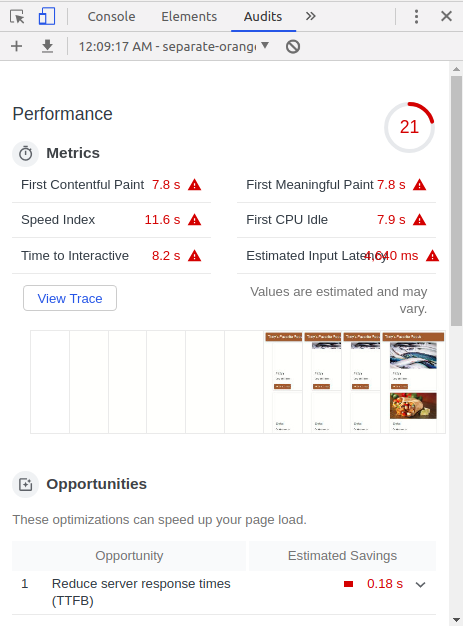 Console Elements Audits
12:09:17 AM - separate-orang
Performance
21
Metrics
First Contentful Paint 7.8 s
First Meaningful Paint 7.8 s
Speed Index 11.6 s
First CPU Idle 7.9 s
Time to Interactive 8.2 s
Estimated Input Latency 4,640 ms
View Trace
Values are estimated and may
vary.
Opportunities
These optimizations can speed up your page load.
Opportunity Estimated Savings
1 Reduce server response times 0.18 s
(TTFB)